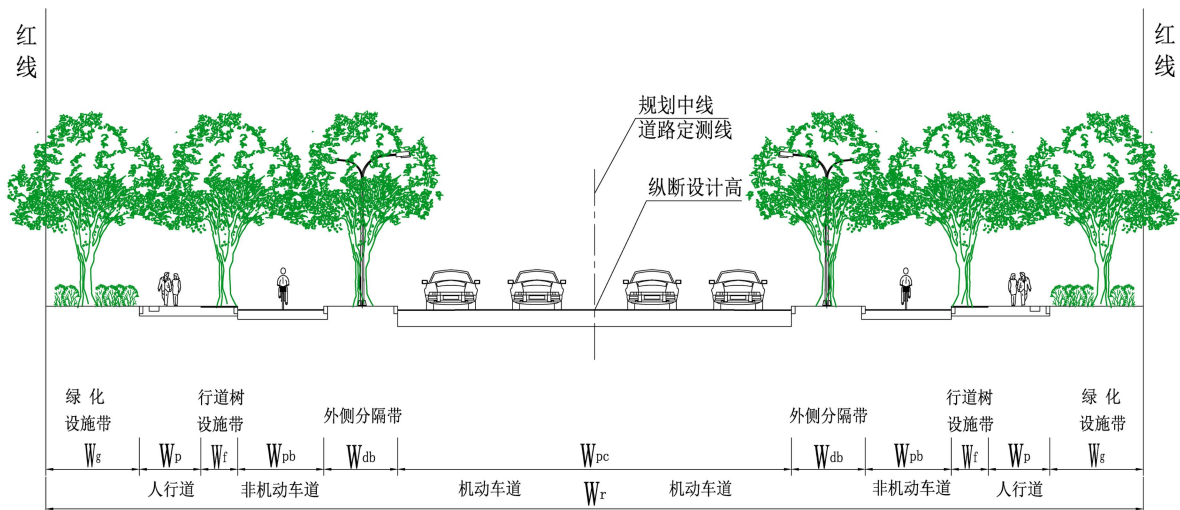 红线
红线
规划中线
道路定测线
纵断设计高
绿 化
设施带
行道树
设施带
外侧分隔带
外侧分隔带
行道树
设施带
绿 化
设施带
Wg
Wp
Wf
Wpb
Wdb
Wpc
Wdb
Wpb
Wf
Wp
Wg
人行道
非机动车道
机动车道
Wr
机动车道
非机动车道
人行道